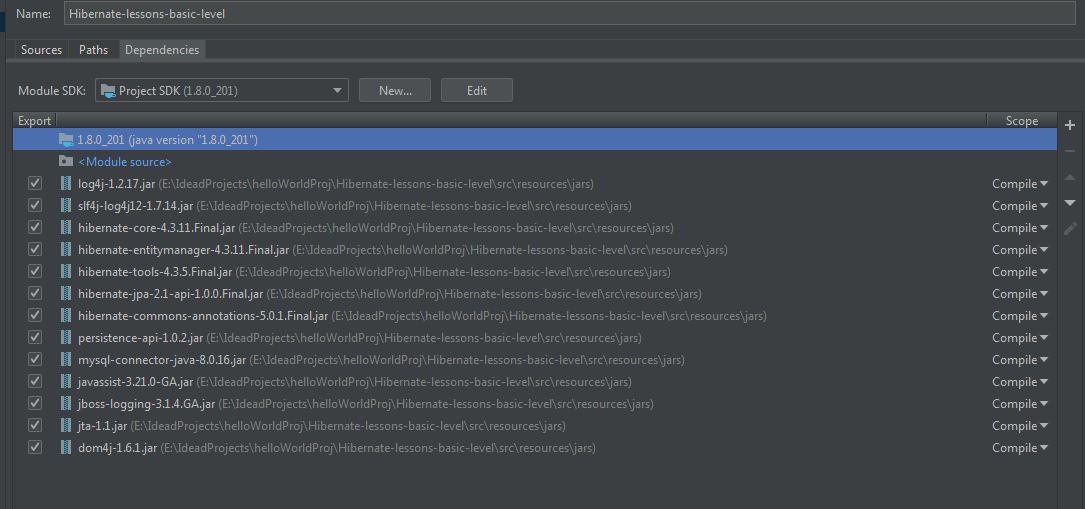 Name: Hibernate-lessons-basic-level
Sources Paths Dependencies
Module SDK: Project SDK (1.8.0_201) New... Edit
Export Scope
1.8.0_201 (java version "1.8.0_201")
<Module source>
log4j-1.2.17.jar (E:\IdeadProjects\helloWorldProj\Hibernate-lessons-basic-level\src\resources\jars) Compile
slf4j-log4j12-1.7.14.jar (E:\IdeadProjects\helloWorldProj\Hibernate-lessons-basic-level\src\resources\jars) Compile
hibernate-core-4.3.11.Final.jar (E:\IdeadProjects\helloWorldProj\Hibernate-lessons-basic-level\src\resources\jars) Compile
hibernate-entitymanager-4.3.11.Final.jar (E:\IdeadProjects\helloWorldProj\Hibernate-lessons-basic-level\src\resources\jars) Compile
hibernate-tools-4.3.5.Final.jar (E:\IdeadProjects\helloWorldProj\Hibernate-lessons-basic-level\src\resources\jars) Compile
hibernate-jpa-2.1-api-1.0.0.Final.jar (E:\IdeadProjects\helloWorldProj\Hibernate-lessons-basic-level\src\resources\jars) Compile
hibernate-commons-annotations-5.0.1.Final.jar (E:\IdeadProjects\helloWorldProj\Hibernate-lessons-basic-level\src\resources\jars) Compile
persistence-api-1.0.2.jar (E:\IdeadProjects\helloWorldProj\Hibernate-lessons-basic-level\src\resources\jars) Compile
mysql-connector-java-8.0.16.jar (E:\IdeadProjects\helloWorldProj\Hibernate-lessons-basic-level\src\resources\jars) Compile
javassist-3.21.0-GA.jar (E:\IdeadProjects\helloWorldProj\Hibernate-lessons-basic-level\src\resources\jars) Compile
jboss-logging-3.1.4.GA.jar (E:\IdeadProjects\helloWorldProj\Hibernate-lessons-basic-level\src\resources\jars) Compile
jta-1.1.jar (E:\IdeadProjects\helloWorldProj\Hibernate-lessons-basic-level\src\resources\jars) Compile
dom4j-1.6.1.jar (E:\IdeadProjects\helloWorldProj\Hibernate-lessons-basic-level\src\resources\jars) Compile